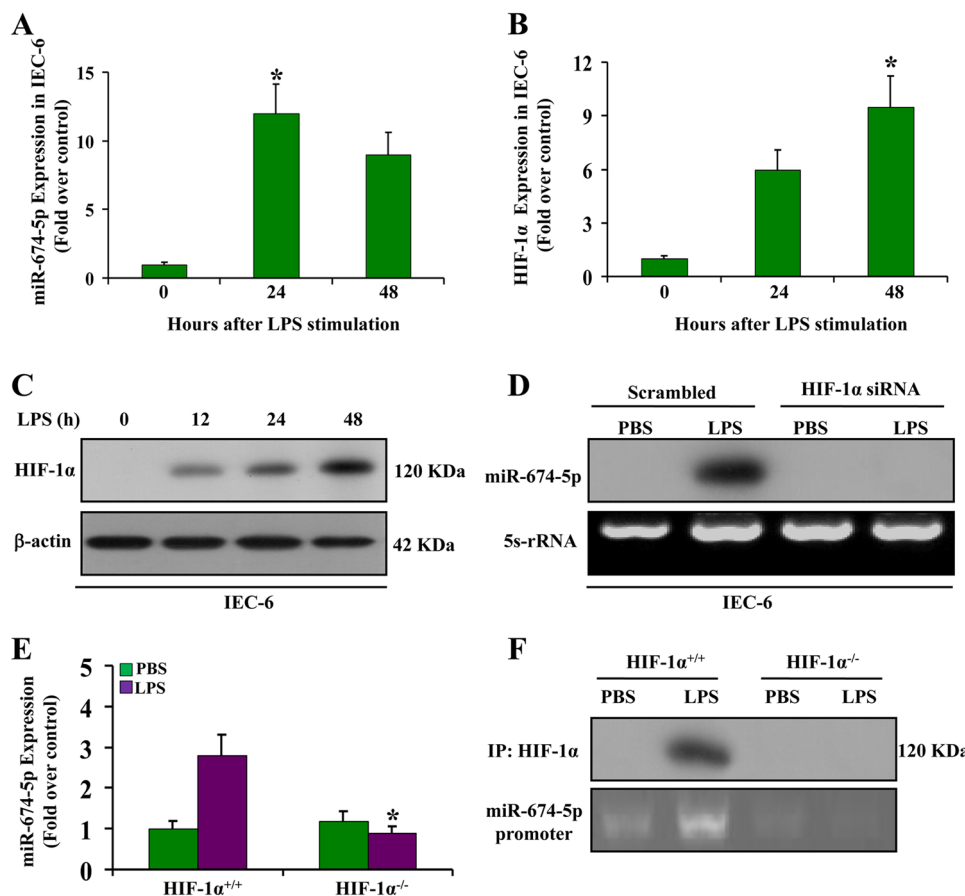 A
miR-674-5p Expression in IEC-6
(Fold over control)
15
10
5
0
*
0 24 48
Hours after LPS stimulation
B
HIF-1α Expression in IEC-6
(Fold over control)
12
9
6
3
0
*
0 24 48
Hours after LPS stimulation
C
LPS (h) 0 12 24 48
HIF-1α 120 KDa
β-actin 42 KDa
IEC-6
D
Scrambled HIF-1α siRNA
PBS LPS PBS LPS
miR-674-5p
5s-rRNA
IEC-6
E
miR-674-5p Expression
(Fold over control)
PBS
LPS
5
4
3
2
1
0
*
HIF-1α+/+ HIF-1α-/-
F
HIF-1α+/+ HIF-1α-/-
PBS LPS PBS LPS
IP: HIF-1α 120 KDa
miR-674-5p
promoter